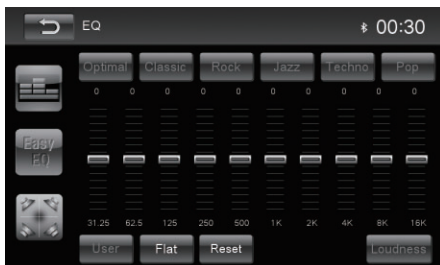 EQ 00:30
Optimal Classic Rock Jazz Techno Pop
0 0 0 0 0 0 0 0 0
Easy
EQ
31.25 62.5 125 250 500 1K 2K 4K 8K 16K
User Flat Reset Loudness